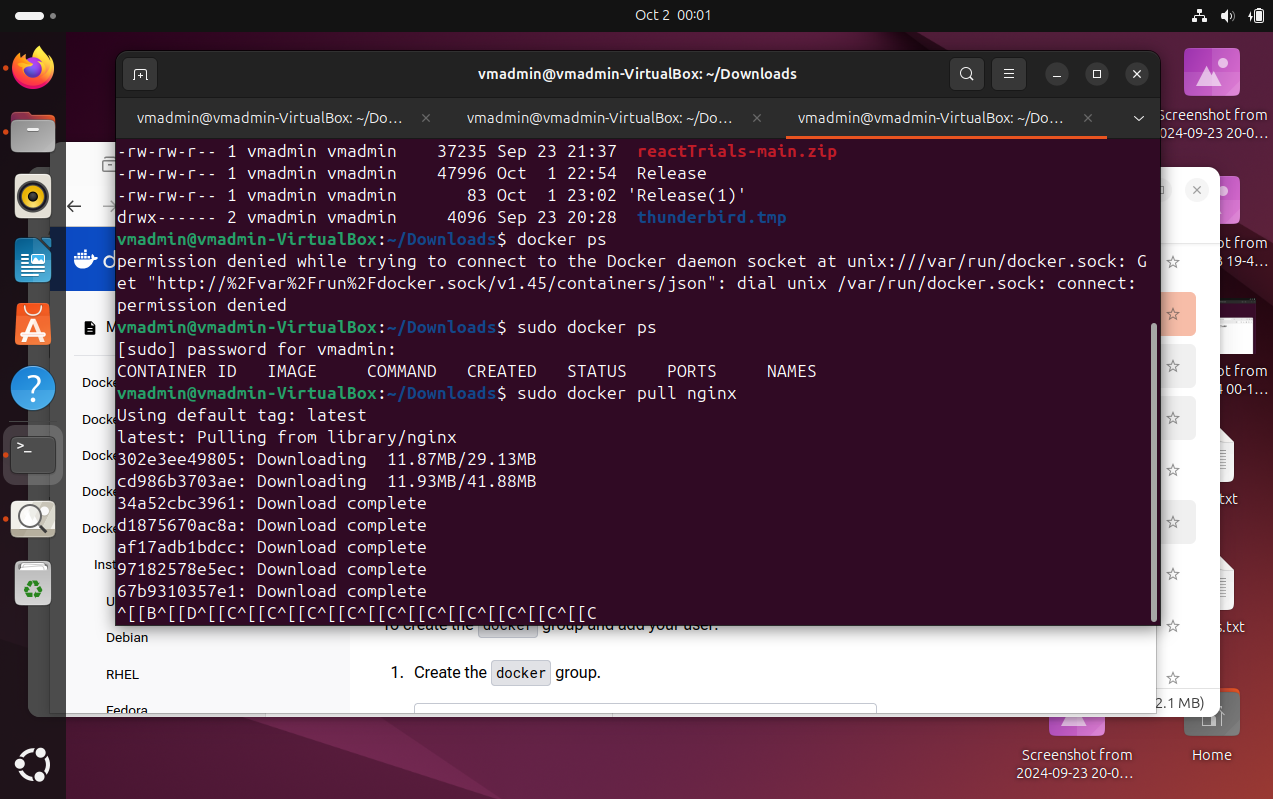 Oct 2 00:01
vmadmin@vmadmin-VirtualBox: ~/Downloads
vmadmin@vmadmin-VirtualBox: ~/Do…
vmadmin@vmadmin-VirtualBox: ~/Do…
vmadmin@vmadmin-VirtualBox: ~/Do…
-rw-rw-r-- 1 vmadmin vmadmin    37235 Sep 23 21:37  reactTrials-main.zip
-rw-rw-r-- 1 vmadmin vmadmin    47996 Oct  1 22:54  Release
-rw-rw-r-- 1 vmadmin vmadmin       83 Oct  1 23:02 'Release(1)'
drwx------ 2 vmadmin vmadmin     4096 Sep 23 20:28  thunderbird.tmp
vmadmin@vmadmin-VirtualBox:~/Downloads$ docker ps
permission denied while trying to connect to the Docker daemon socket at unix:///var/run/docker.sock: G
et "http://%2Fvar%2Frun%2Fdocker.sock/v1.45/containers/json": dial unix /var/run/docker.sock: connect:
permission denied
vmadmin@vmadmin-VirtualBox:~/Downloads$ sudo docker ps
[sudo] password for vmadmin:
CONTAINER ID   IMAGE     COMMAND   CREATED   STATUS    PORTS     NAMES
vmadmin@vmadmin-VirtualBox:~/Downloads$ sudo docker pull nginx
Using default tag: latest
latest: Pulling from library/nginx
302e3ee49805: Downloading  11.87MB/29.13MB
cd986b3703ae: Downloading  11.93MB/41.88MB
34a52cbc3961: Download complete
d1875670ac8a: Download complete
af17adb1bdcc: Download complete
97182578e5ec: Download complete
67b9310357e1: Download complete
^[[B^[[D^[[C^[[C^[[C^[[C^[[C^[[C^[[C^[[C^[[C^[[C
To create the docker group and add your user:
1. Create the docker group.
Debian
RHEL
Fedora
2.1 MB)
Screenshot from
2024-09-23 20-0…
.txt
s.txt
Screenshot from
2024-09-23 20-0…
Home